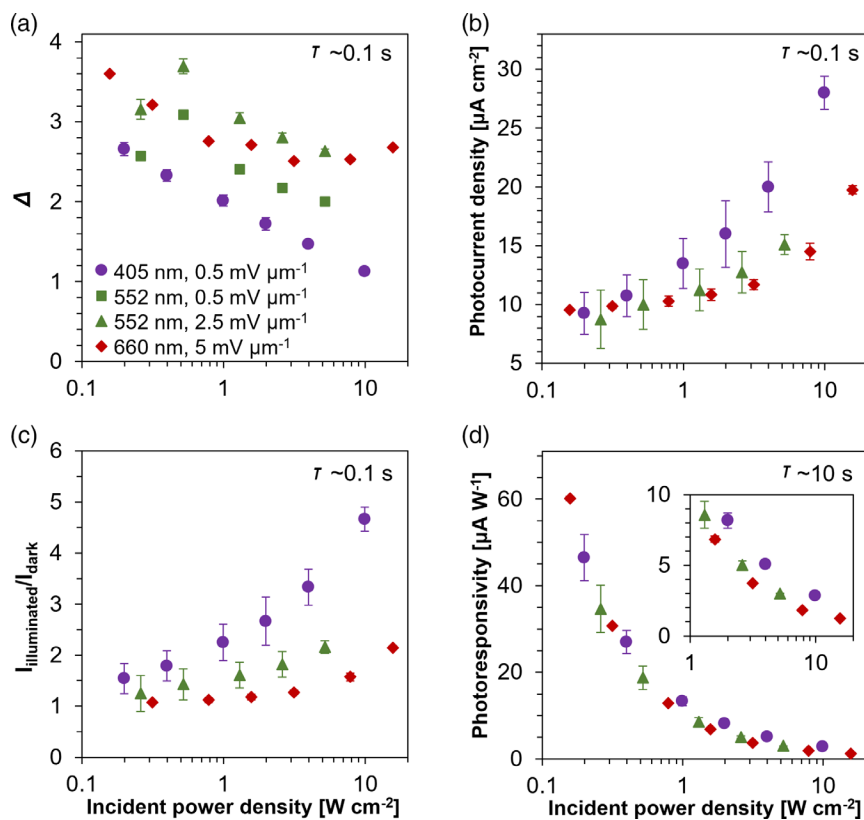 (a)
τ ~0.1 s
4
3
2
1
0
Δ
405 nm, 0.5 mV μm⁻¹
552 nm, 0.5 mV μm⁻¹
552 nm, 2.5 mV μm⁻¹
660 nm, 5 mV μm⁻¹
0.1
1
10
(b)
τ ~0.1 s
30
25
20
15
10
5
Photocurrent density [μA cm⁻²]
0.1
1
10
(c)
τ ~0.1 s
6
5
4
3
2
1
0
I_illuminated/I_dark
0.1
1
10
Incident power density [W cm⁻²]
(d)
τ ~10 s
60
40
20
0
Photoresponsivity [μA W⁻¹]
10
5
0
1
10
0.1
1
10
Incident power density [W cm⁻²]